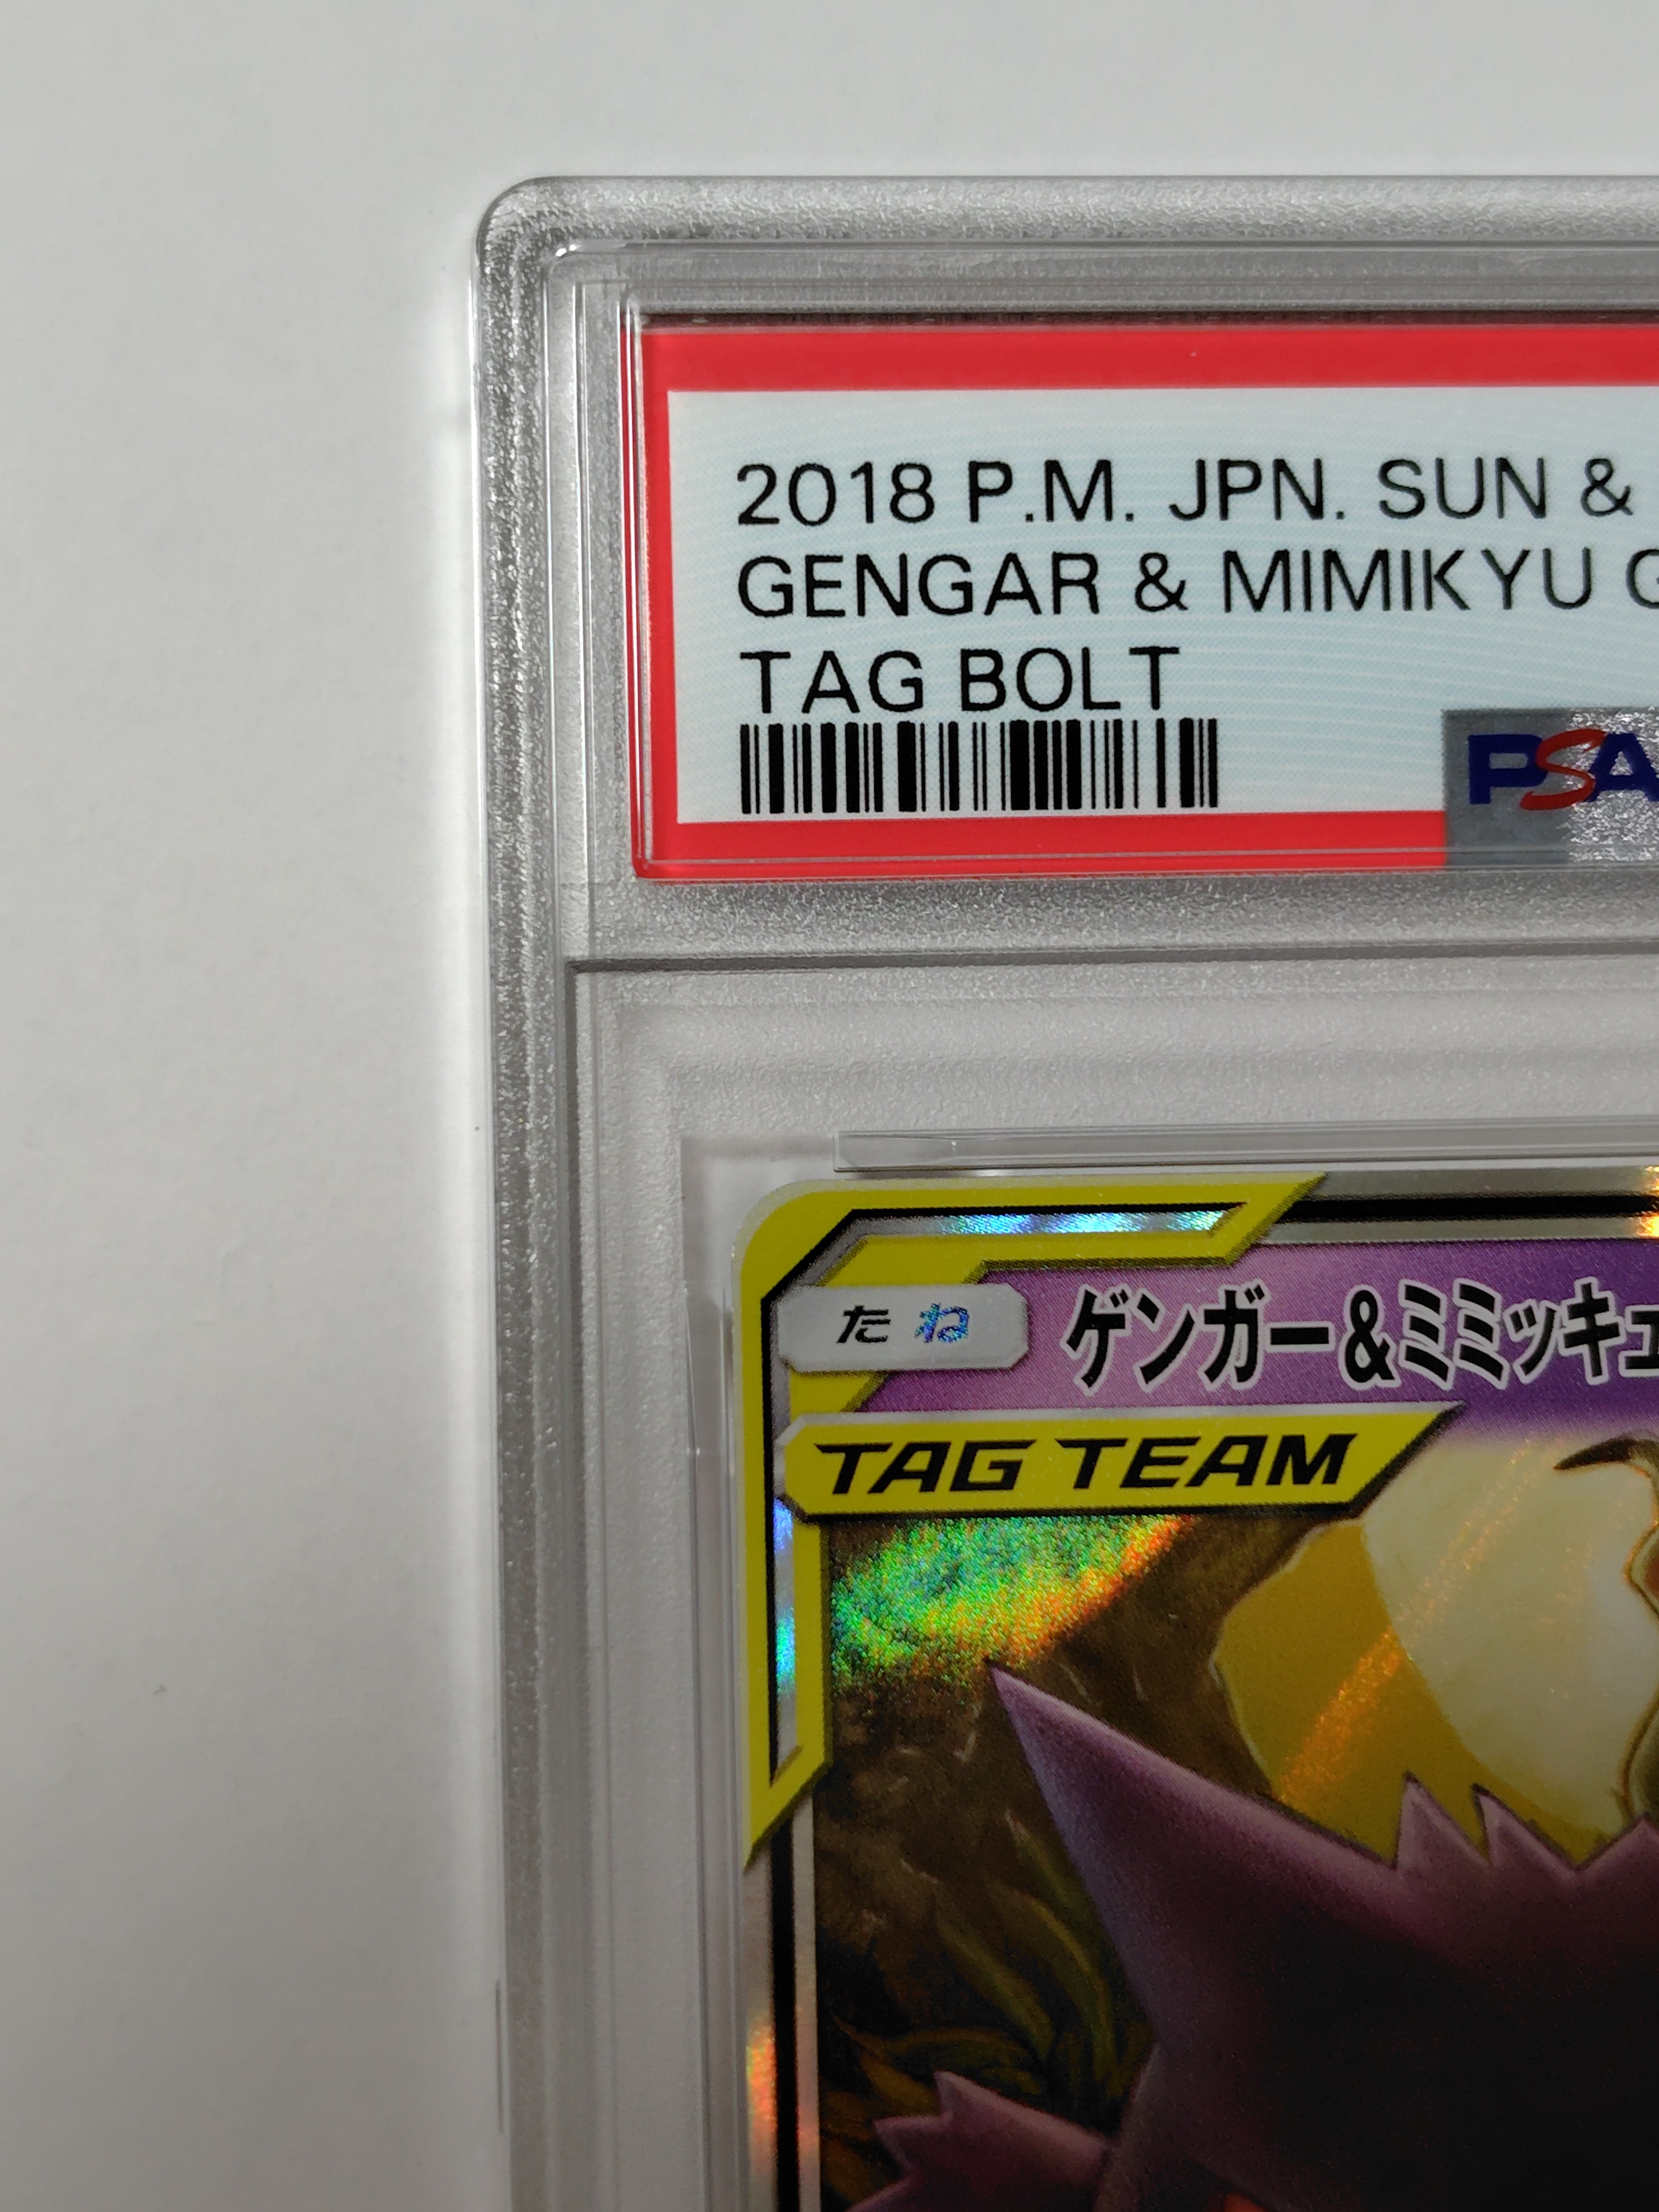 2018 P.M. JPN. SUN &
GENGAR & MIMIKYU G
TAG BOLT
PSA
たね ゲンガー&ミミッキュ
TAG TEAM